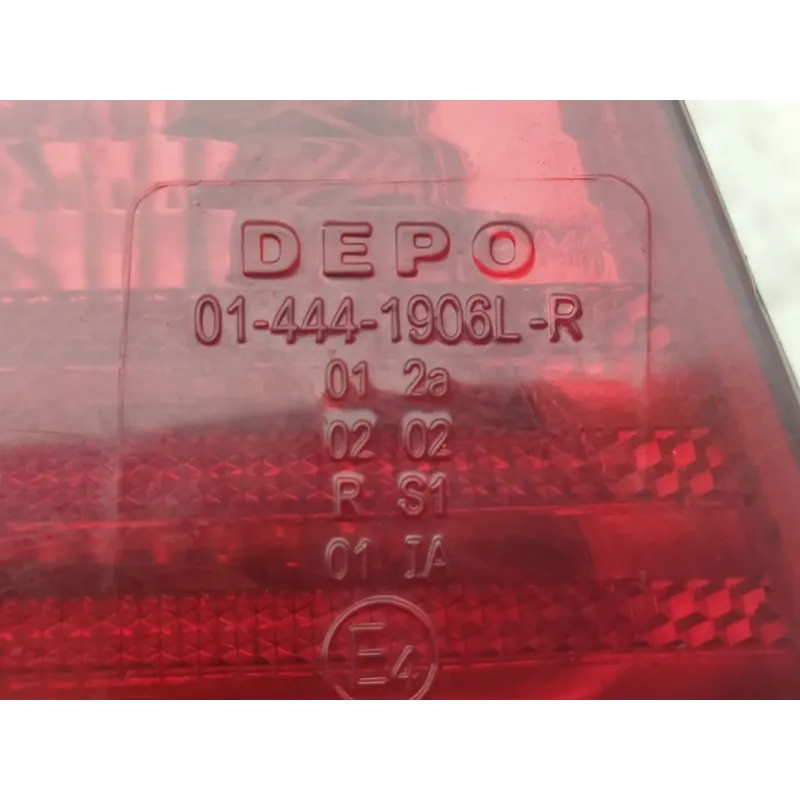 DEPO
01-444-1906L-R
01 2a
02 02
R S1
01 IA
E4